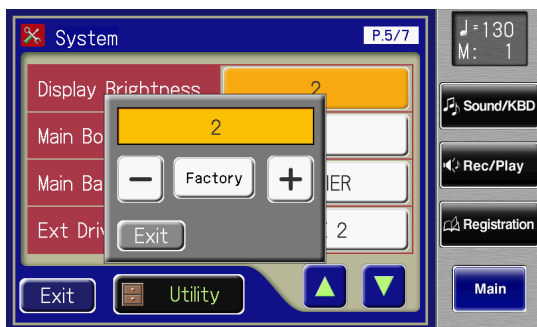 System P.5/7
♩=130
M: 1
Display Brightness 2
Sound/KBD
Main Bo
2
Main Ba
− Factory +
Rec/Play
Ext Driv
2
Exit
Registration
Exit
Utility
Main